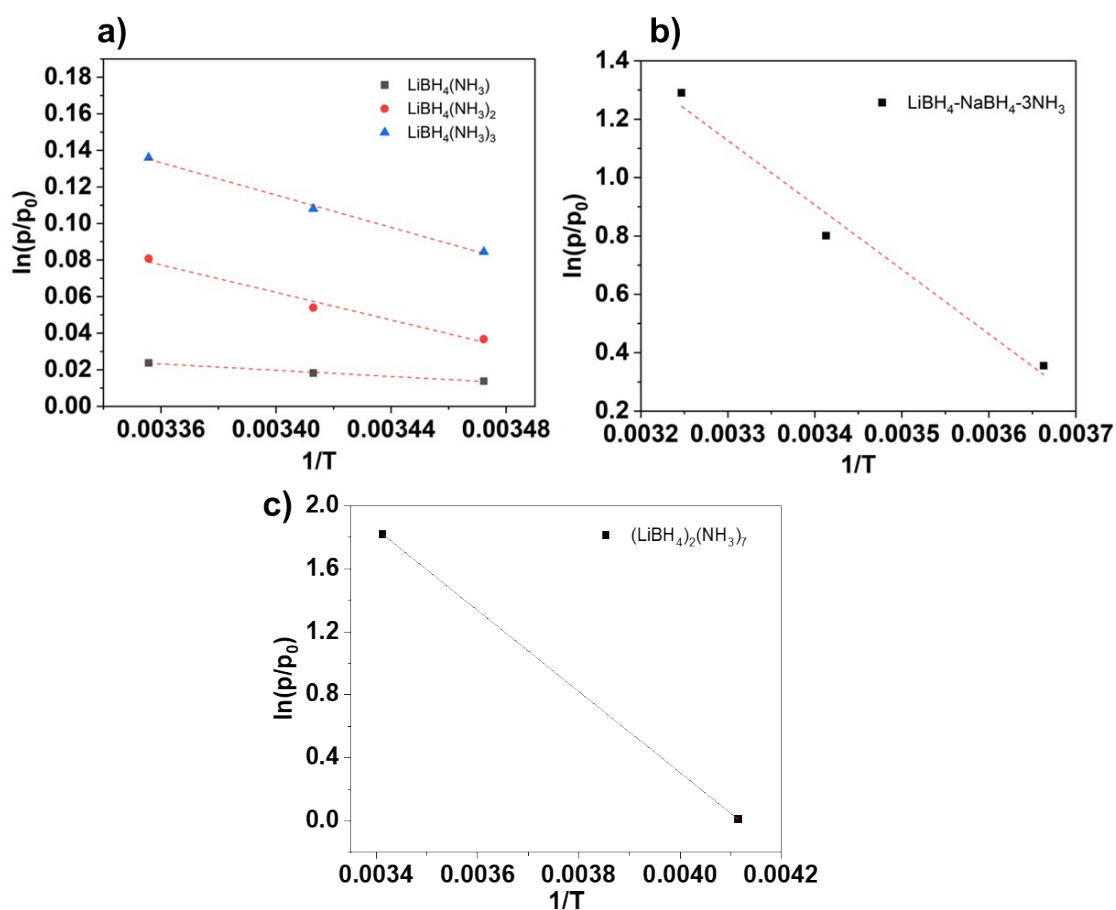 a)
ln(p/p₀)
0.18
0.16
0.14
0.12
0.10
0.08
0.06
0.04
0.02
0.00
LiBH₄(NH₃)
LiBH₄(NH₃)₂
LiBH₄(NH₃)₃
0.00336 0.00340 0.00344 0.00348
1/T
b)
ln(p/p₀)
1.4
1.2
1.0
0.8
0.6
0.4
0.2
LiBH₄-NaBH₄-3NH₃
0.0032 0.0033 0.0034 0.0035 0.0036 0.0037
1/T
c)
ln(p/p₀)
2.0
1.6
1.2
0.8
0.4
0.0
(LiBH₄)₂(NH₃)₇
0.0034 0.0036 0.0038 0.0040 0.0042
1/T